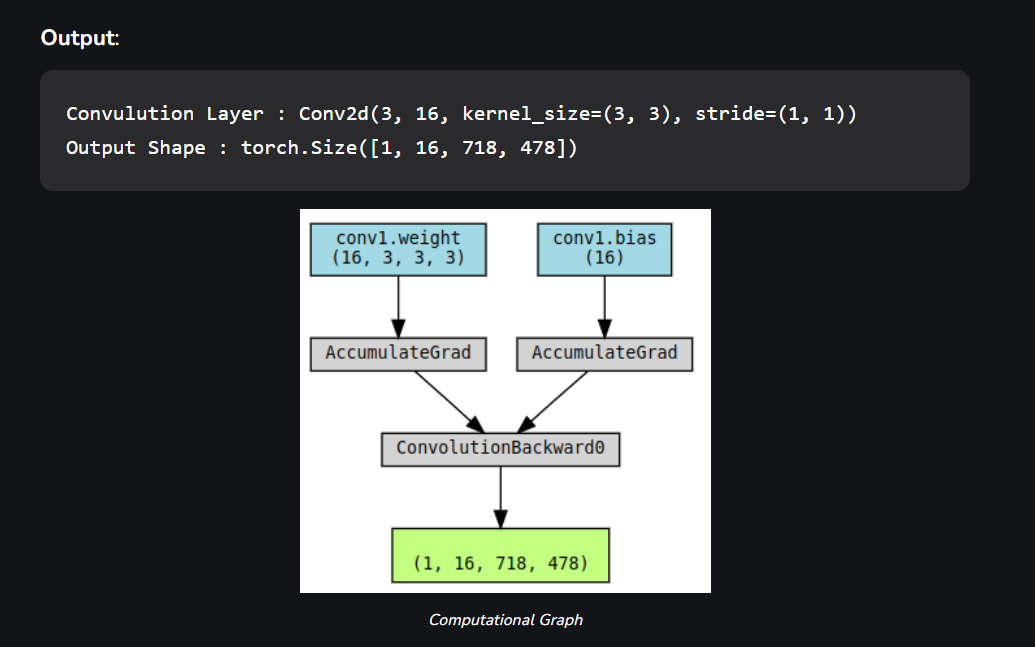 Output:
Convulution Layer : Conv2d(3, 16, kernel_size=(3, 3), stride=(1, 1))
Output Shape : torch.Size([1, 16, 718, 478])
conv1.weight
(16, 3, 3, 3)
conv1.bias
(16)
AccumulateGrad
AccumulateGrad
ConvolutionBackward0
(1, 16, 718, 478)
Computational Graph